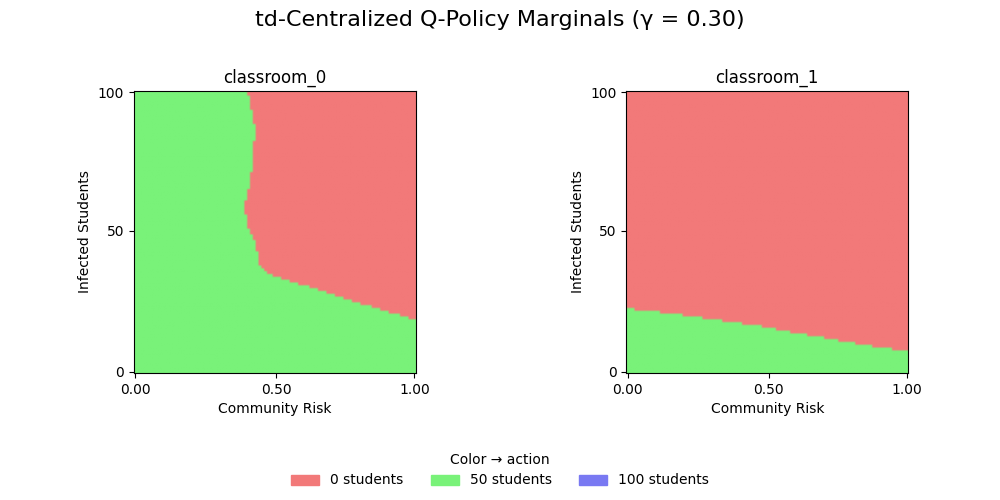 td-Centralized Q-Policy Marginals (γ = 0.30)
classroom_0
100
50
0
Infected Students
0.00 0.50 1.00
Community Risk
classroom_1
100
50
0
Infected Students
0.00 0.50 1.00
Community Risk
Color → action
0 students 50 students 100 students